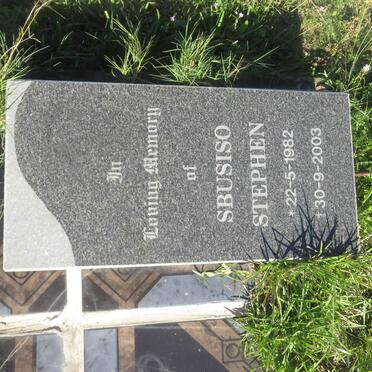 In
Loving Memory
of
SBUSISO
STEPHEN
* 22-5-1982
† 30-9-2003